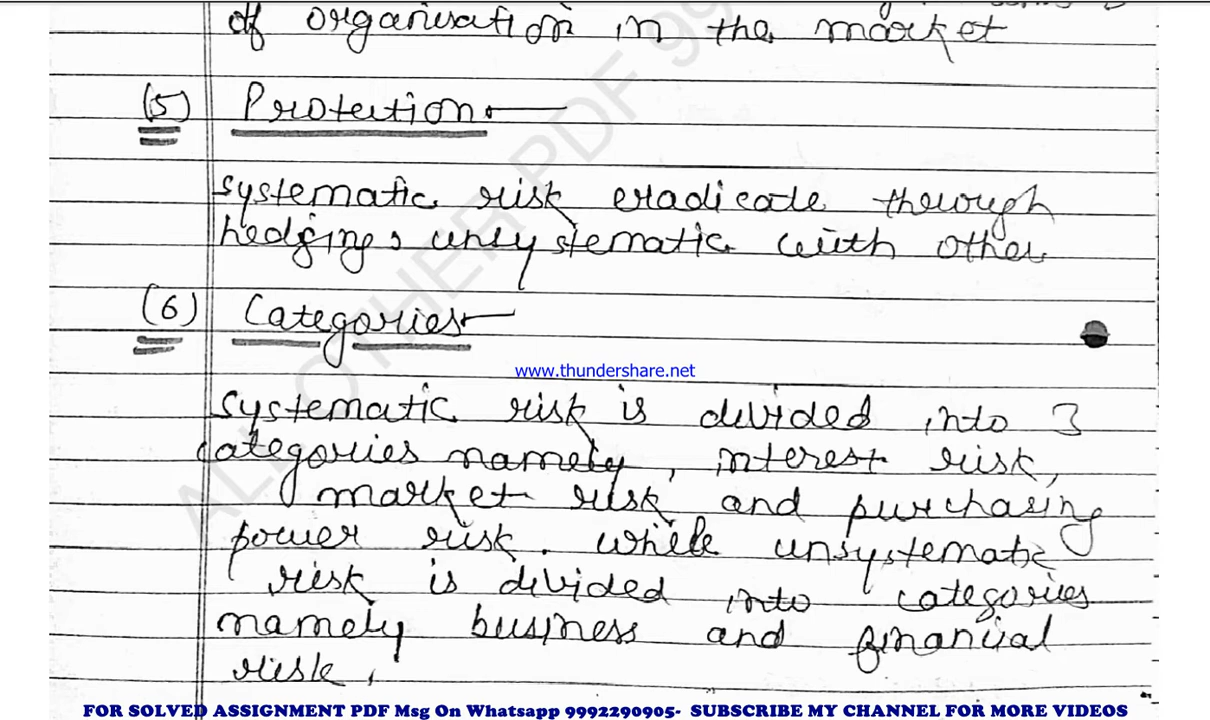 of organisation in the market
(5) Protection:-
systematic risk eradicate through
hedging, unsystematic with other
(6) Categories-
www.thundershare.net
systematic risk is divided into 3
categories namely, interest risk,
market risk and purchasing
power risk. while unsystematic
risk is divided into categories
namely business and financial
risk.
FOR SOLVED ASSIGNMENT PDF Msg On Whatsapp 9992290905- SUBSCRIBE MY CHANNEL FOR MORE VIDEOS